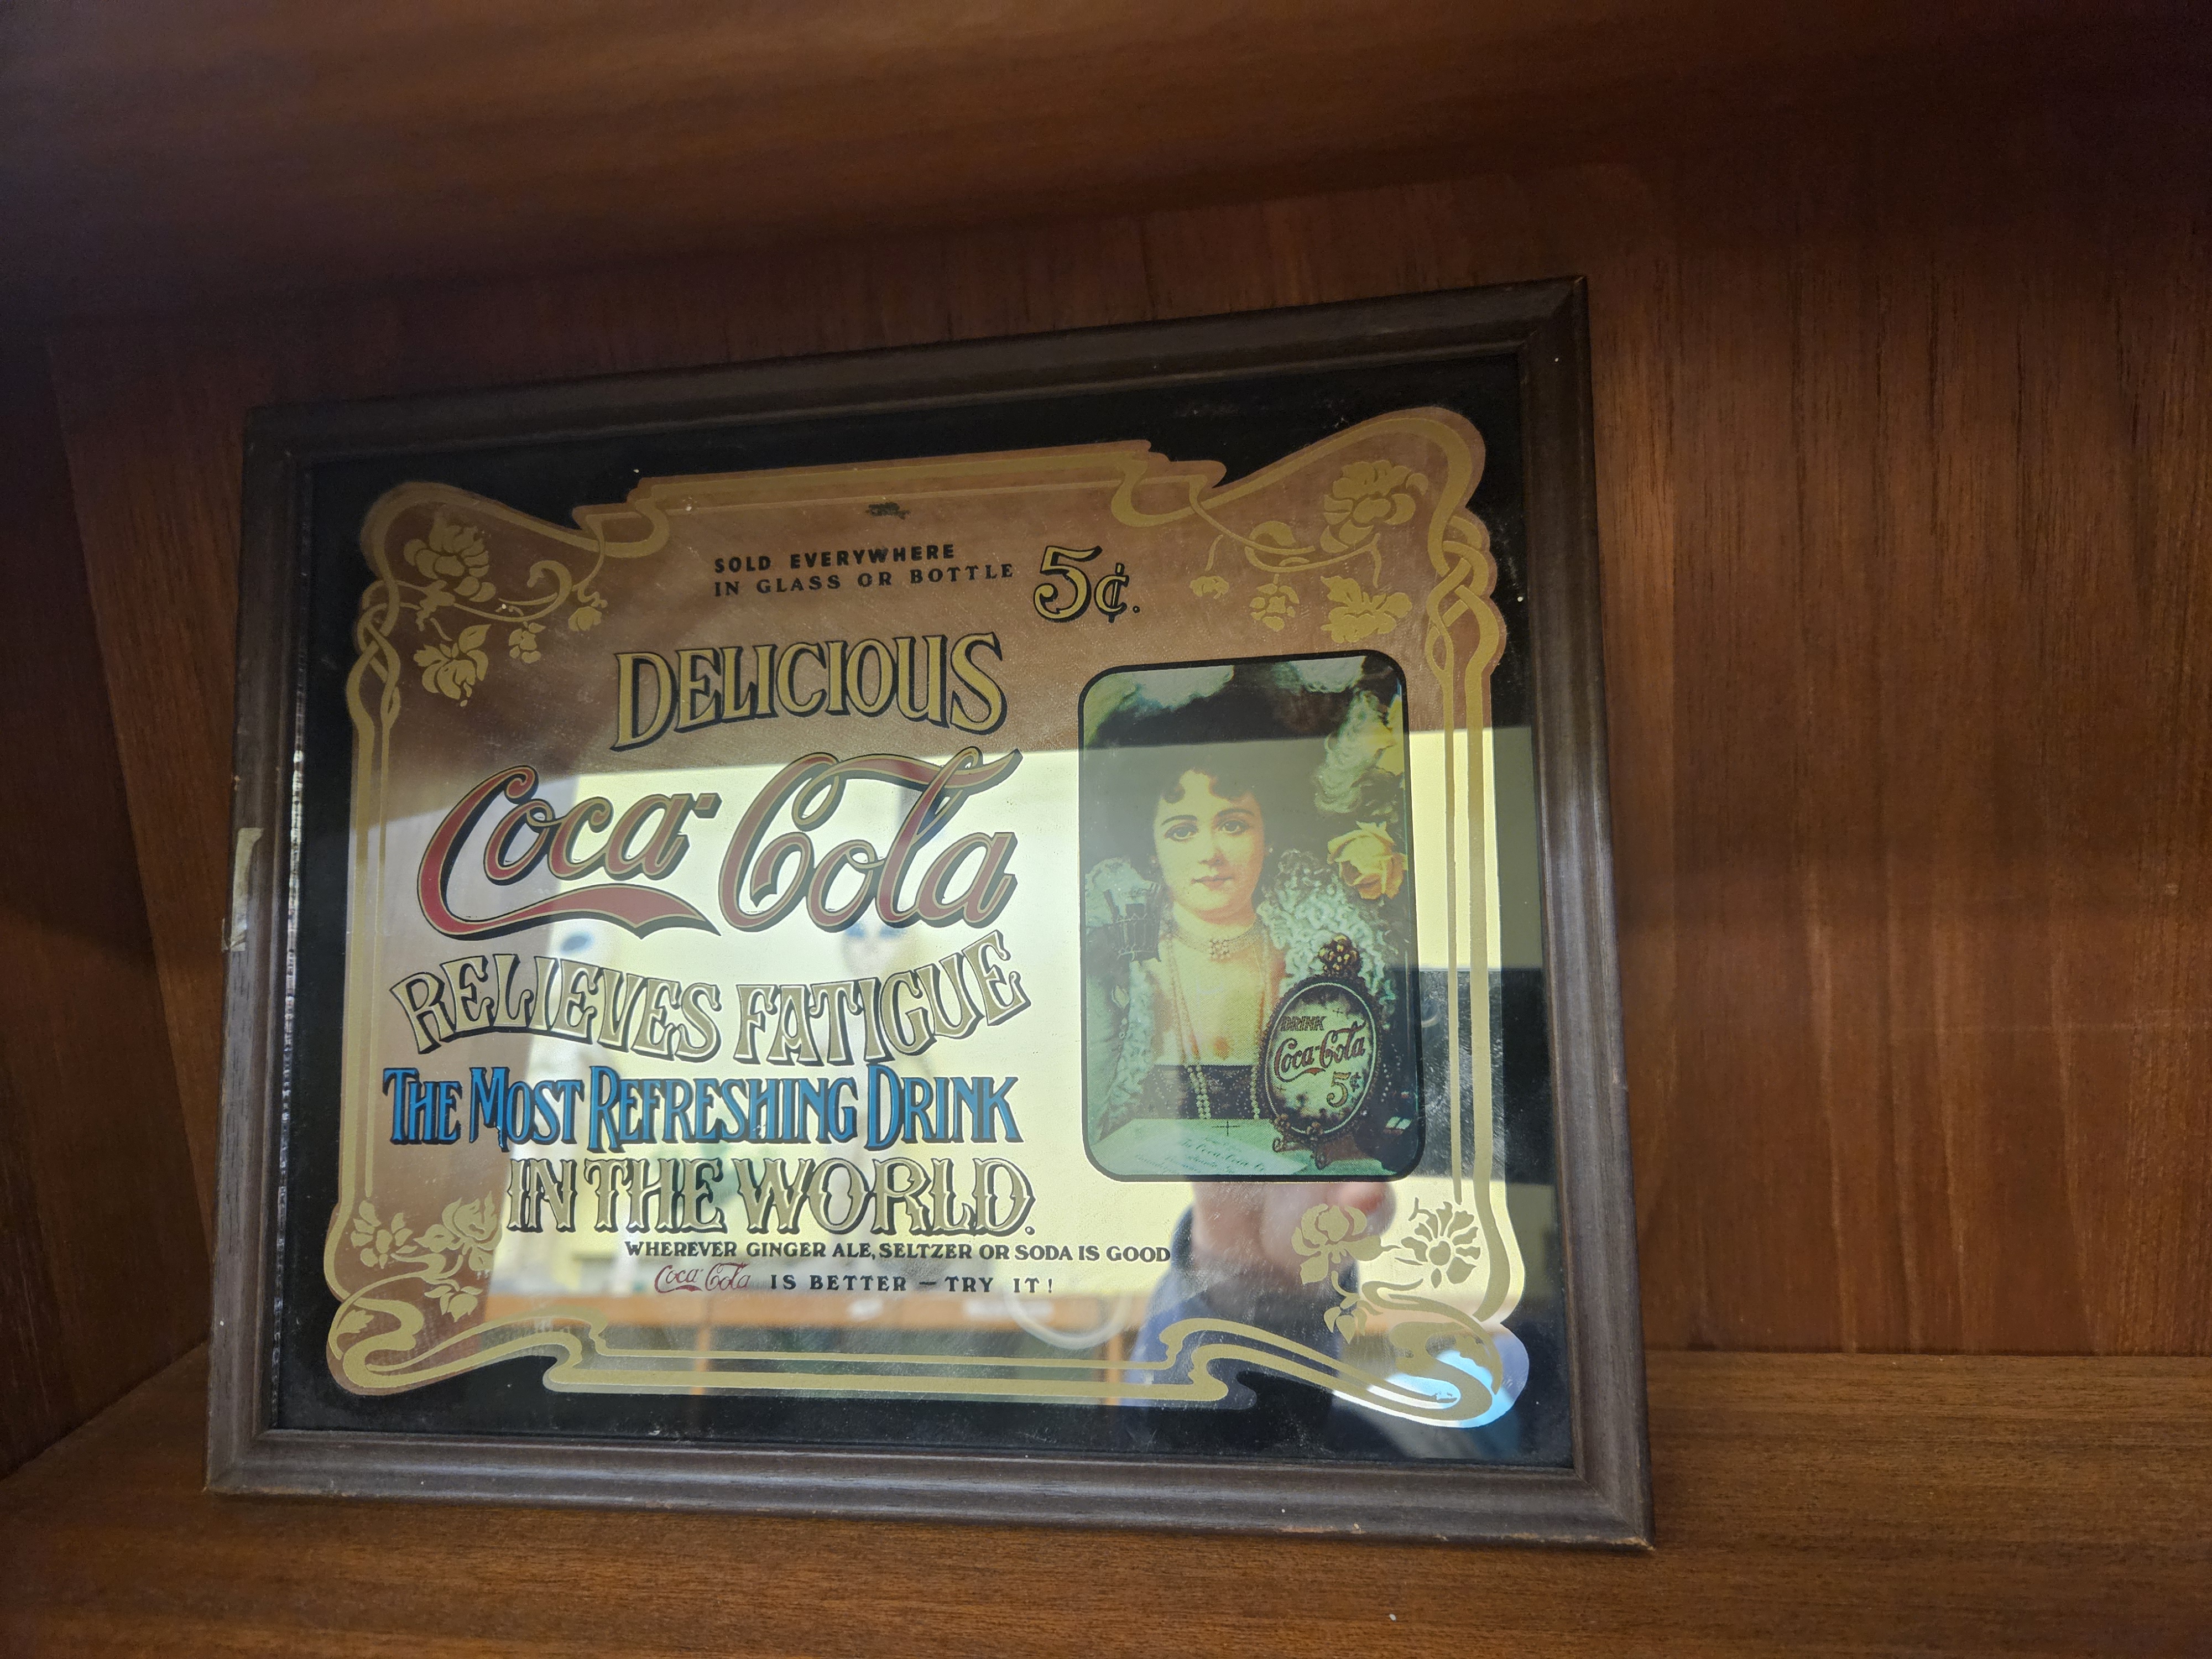 SOLD EVERYWHERE
IN GLASS OR BOTTLE
5¢.
DELICIOUS
Coca-Cola
RELIEVES FATIGUE
THE MOST REFRESHING DRINK
IN THE WORLD.
WHEREVER GINGER ALE, SELTZER OR SODA IS GOOD
Coca-Cola IS BETTER — TRY IT!
DRINK
Coca-Cola
5¢